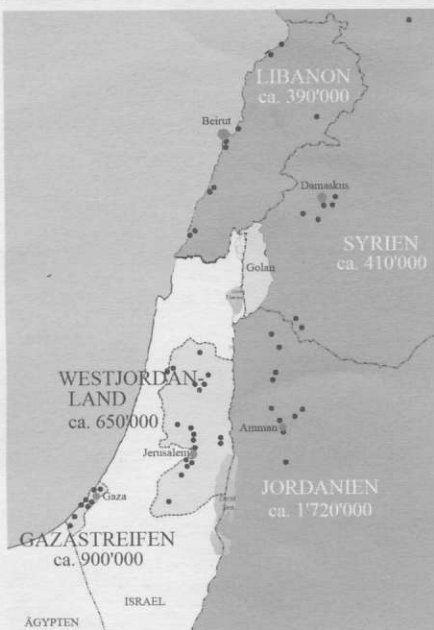 LIBANON
ca. 390'000
Beirut
Damaskus
SYRIEN
ca. 410'000
Golan
WESTJORDAN-
LAND
ca. 650'000
Amman
Jerusalem
JORDANIEN
ca. 1'720'000
Gaza
GAZASTREIFEN
ca. 900'000
ISRAEL
ÄGYPTEN